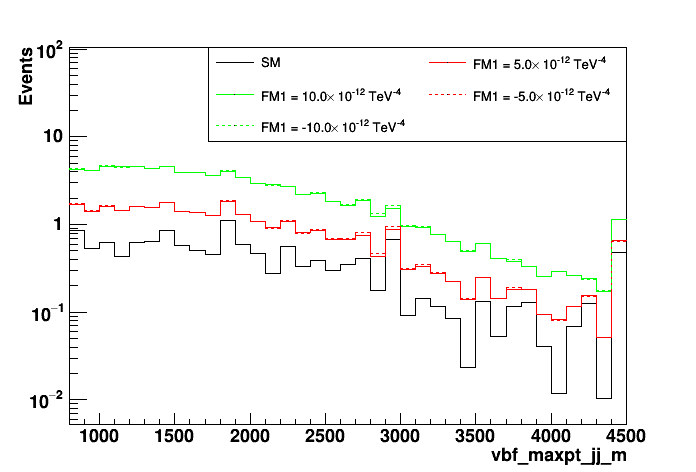 Events
10²
10
1
10⁻¹
10⁻²
SM
FM1 = 5.0× 10⁻¹² TeV⁻⁴
FM1 = 10.0× 10⁻¹² TeV⁻⁴
FM1 = -5.0× 10⁻¹² TeV⁻⁴
FM1 = -10.0× 10⁻¹² TeV⁻⁴
1000 1500 2000 2500 3000 3500 4000 4500
vbf_maxpt_jj_m